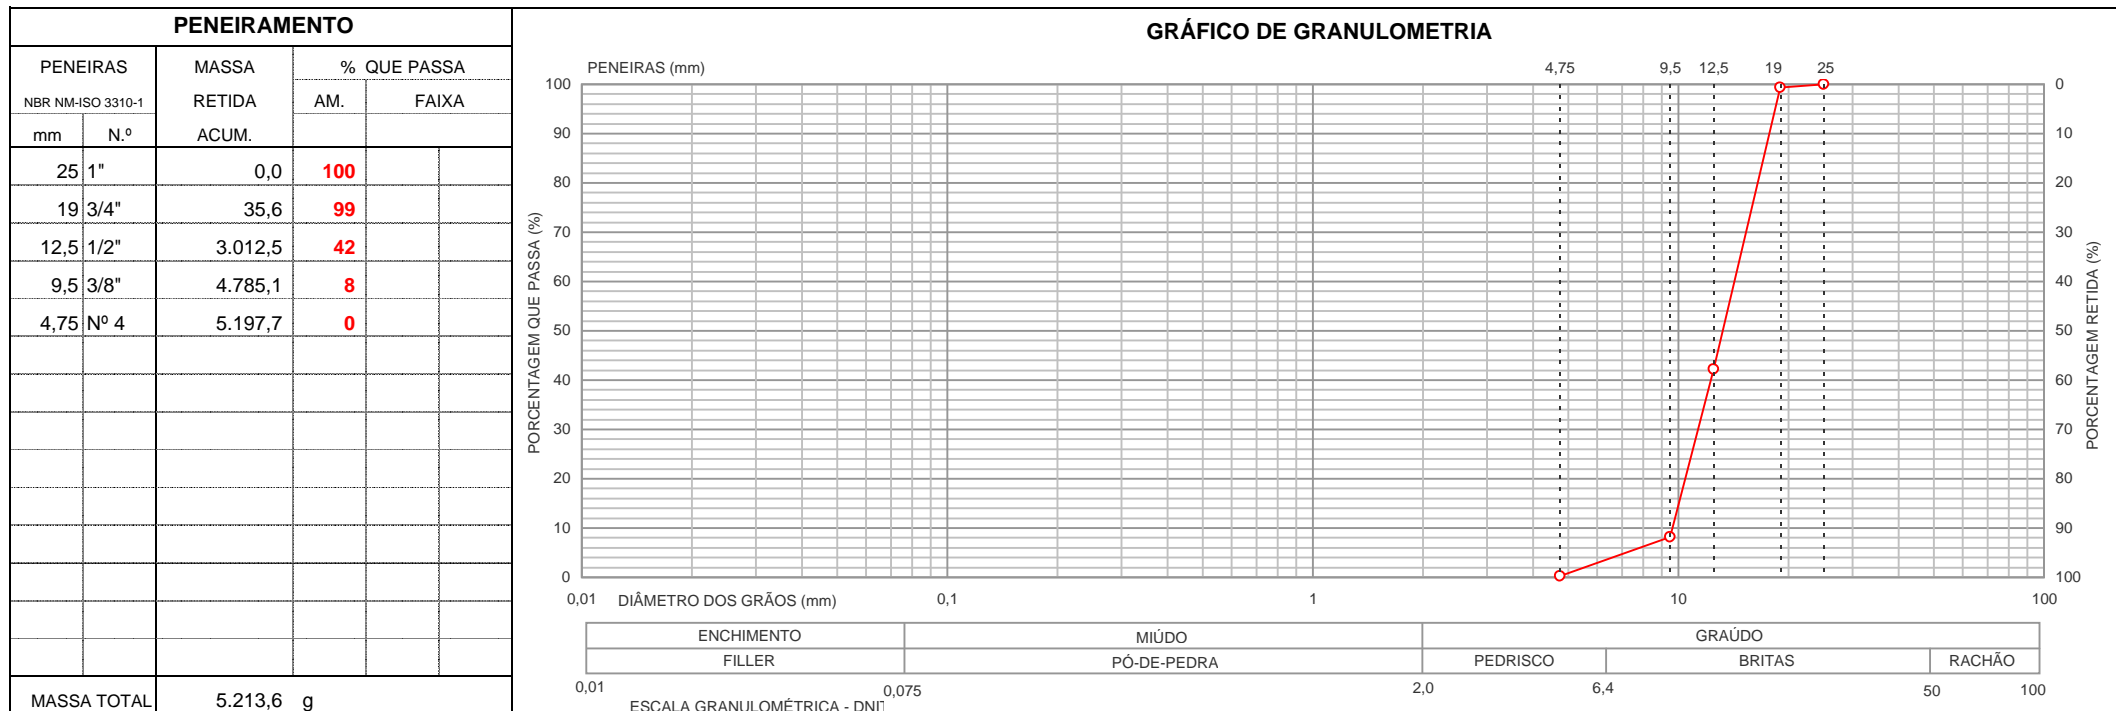 PENEIRAMENTO
PENEIRAS MASSA % QUE PASSA
NBR NM-ISO 3310-1 RETIDA AM. FAIXA
mm N.º ACUM.
25 1" 0,0 100
19 3/4" 35,6 99
12,5 1/2" 3.012,5 42
9,5 3/8" 4.785,1 8
4,75 Nº 4 5.197,7 0
MASSA TOTAL 5.213,6 g
GRÁFICO DE GRANULOMETRIA
PENEIRAS (mm) 4,75 9,5 12,5 19 25
PORCENTAGEM QUE PASSA (%)
100 0
90 10
80 20
70 30
60 40
50 50
40 60
30 70
20 80
10 90
0 100
PORCENTAGEM RETIDA (%)
0,01 DIÂMETRO DOS GRÃOS (mm) 0,1 1 10 100
ENCHIMENTO MIÚDO GRAÚDO
FILLER PÓ-DE-PEDRA PEDRISCO BRITAS RACHÃO
0,01 0,075 2,0 6,4 50 100
ESCALA GRANULOMÉTRICA - DNIT